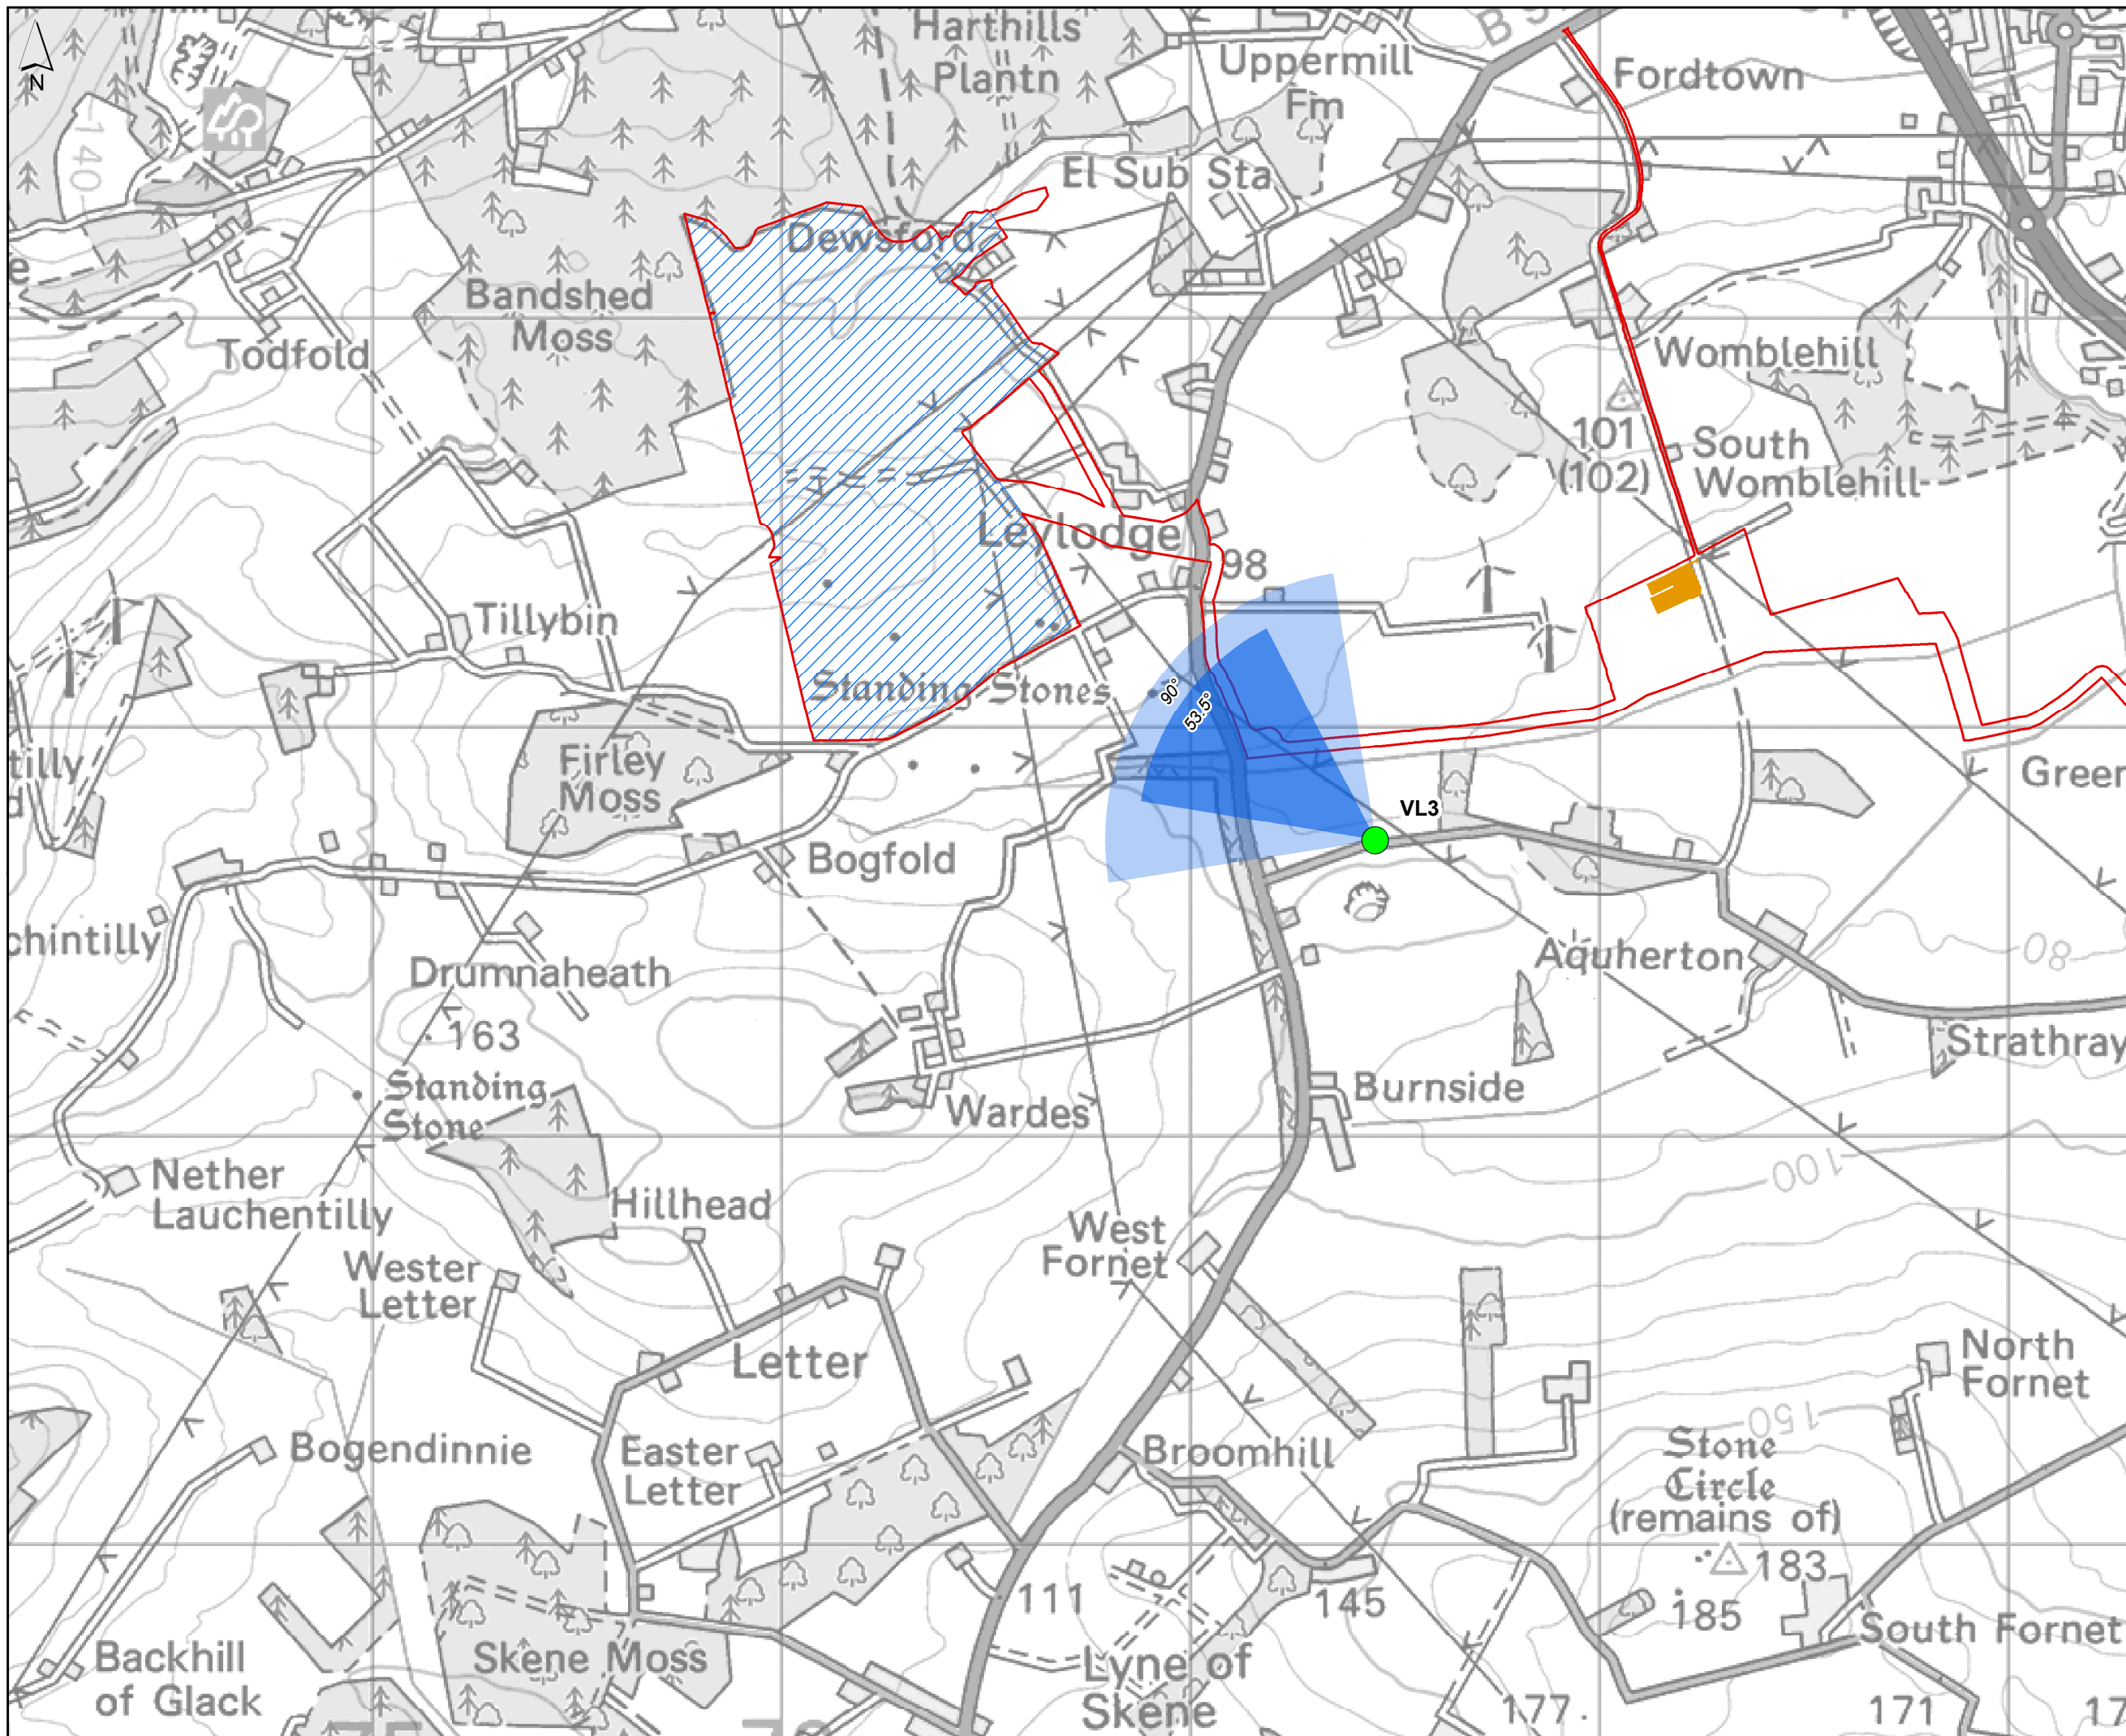 Harthills
Plantn
Uppermill
Fm
Fordtown
N
140
El Sub Sta
Dewsford
Bandshed
Moss
Todfold
Womblehill
101
(102)
South
Womblehill
Leylodge
98
Tillybin
Standing Stones
90°
53.5°
Firley
Moss
VL3
Bogfold
Aquherton
80
Drumnaheath
163
Standing
Stone
Wardes
Burnside
100
Nether
Lauchentilly
Hillhead
West
Fornet
Wester
Letter
Letter
North
Fornet
Bogendinnie
Easter
Letter
Broomhill
150
Stone
Circle
(remains of)
183
111
145
185
South Fornet
Backhill
of Glack
Skene Moss
Lyne of
Skene
177
171